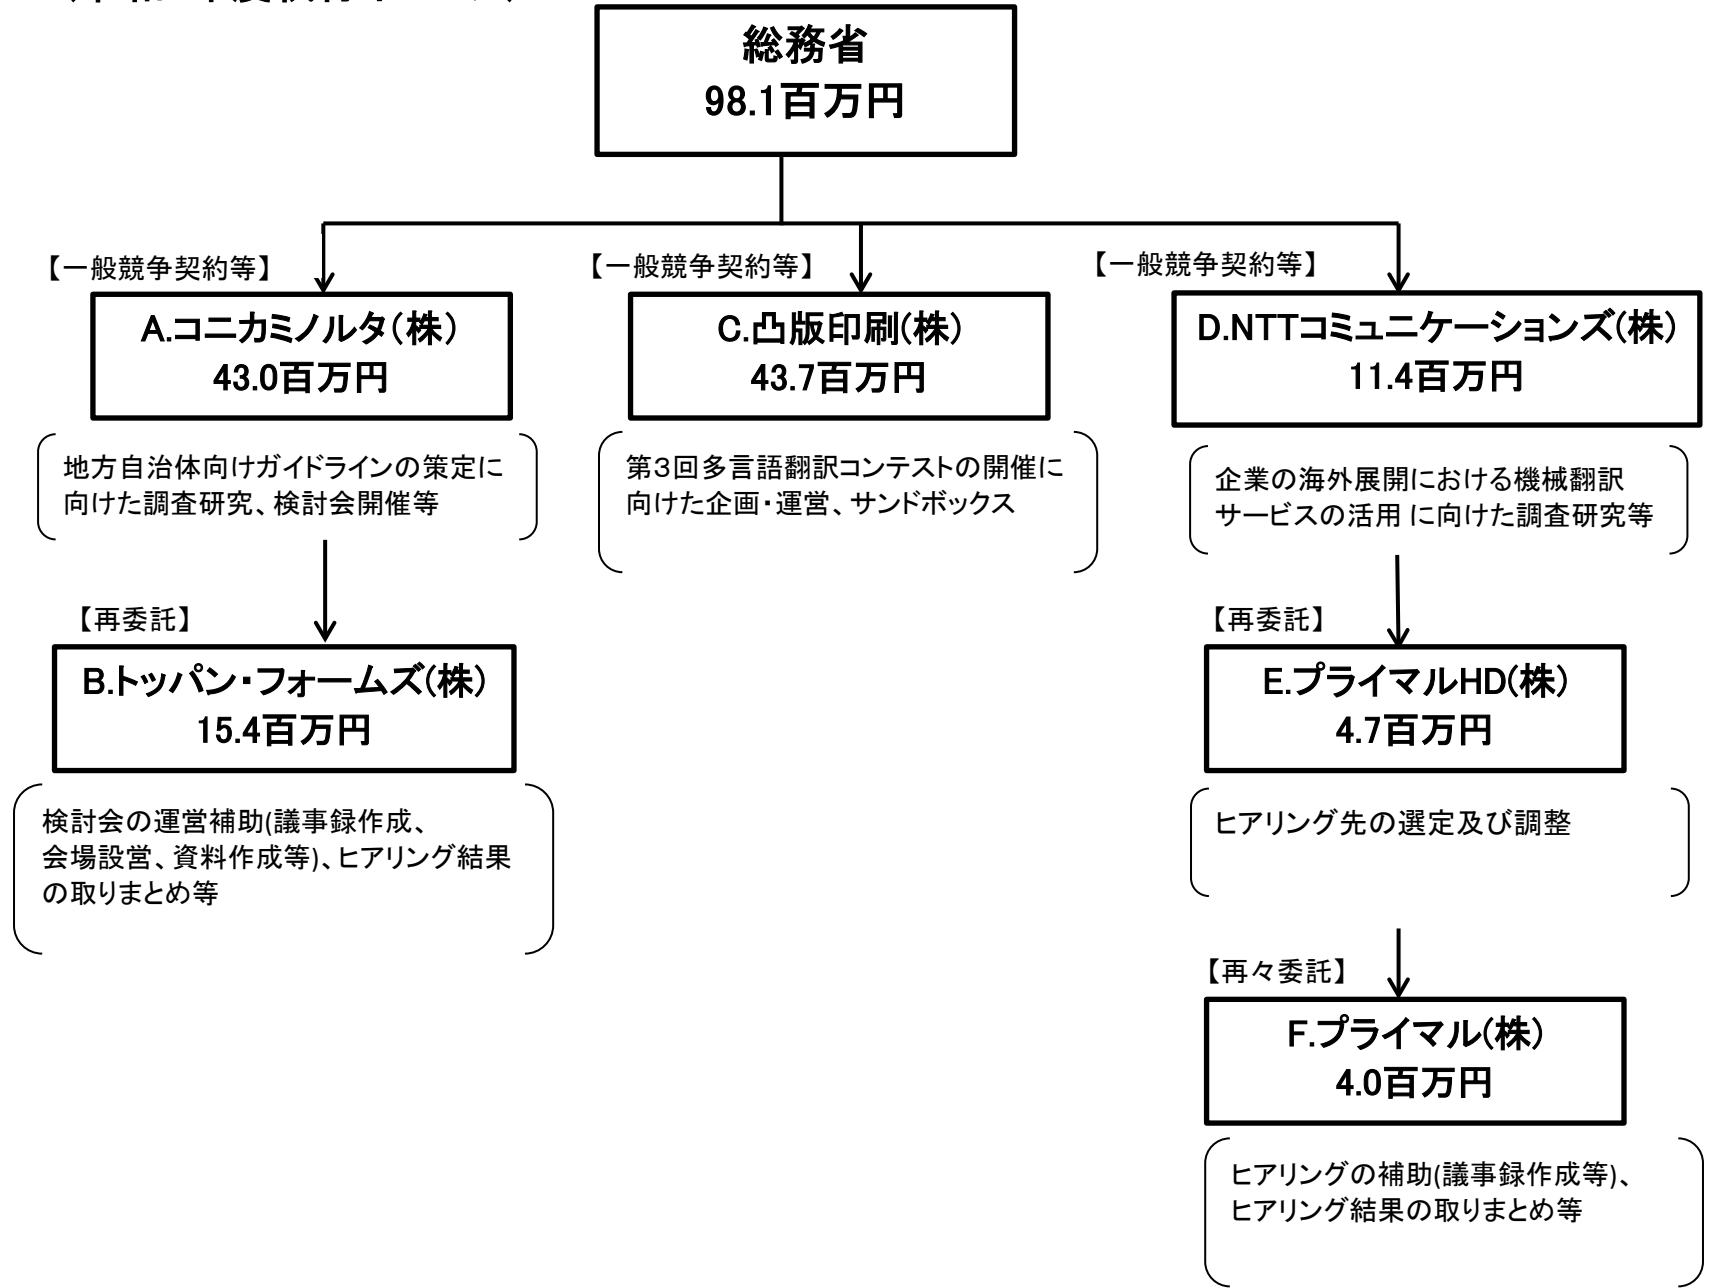 総務省
98.1百万円
【一般競争契約等】
A.コニカミノルタ(株)
43.0百万円
地方自治体向けガイドラインの策定に
向けた調査研究、検討会開催等
【再委託】
B.トッパン・フォームズ(株)
15.4百万円
検討会の運営補助(議事録作成、
会場設営、資料作成等)、ヒアリング結果
の取りまとめ等
【一般競争契約等】
C.凸版印刷(株)
43.7百万円
第3回多言語翻訳コンテストの開催に
向けた企画・運営、サンドボックス
【一般競争契約等】
D.NTTコミュニケーションズ(株)
11.4百万円
企業の海外展開における機械翻訳
サービスの活用 に向けた調査研究等
【再委託】
E.プライマルHD(株)
4.7百万円
ヒアリング先の選定及び調整
【再々委託】
F.プライマル(株)
4.0百万円
ヒアリングの補助(議事録作成等)、
ヒアリング結果の取りまとめ等